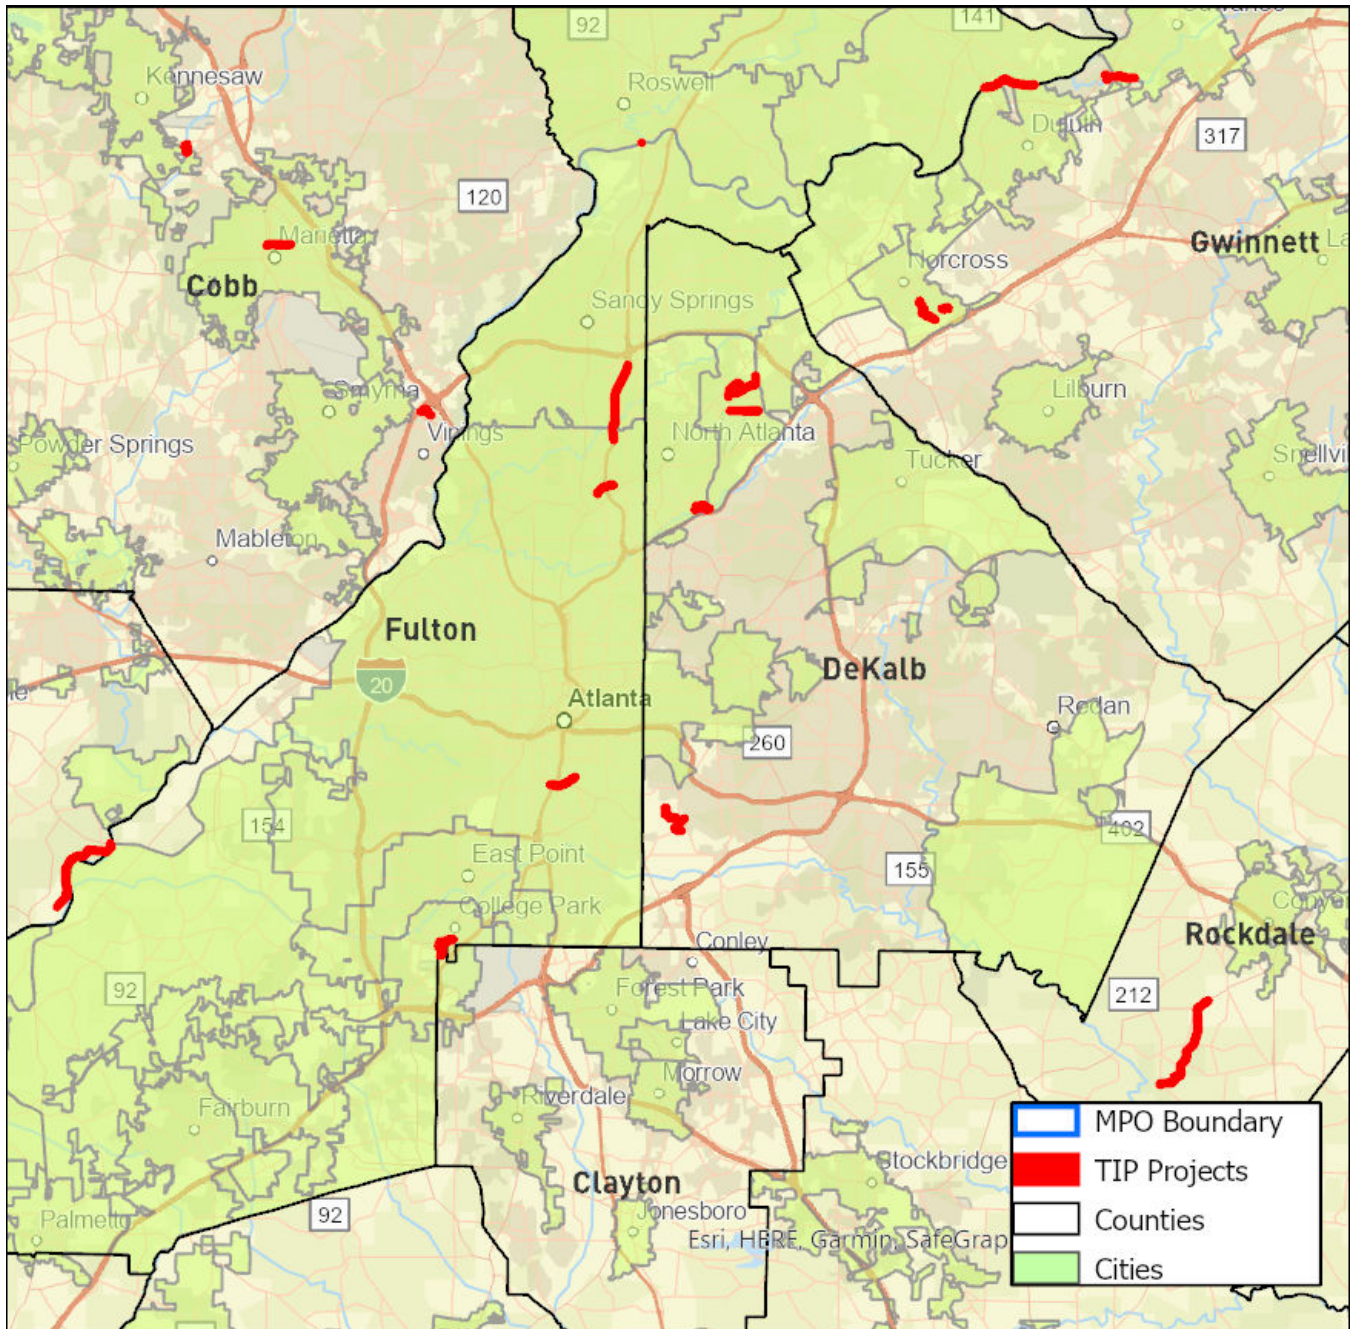 92
141
Kennesaw
Roswell
Duluth
317
120
Marietta
Gwinnett
Cobb
Norcross
Sandy Springs
Smyrna
Lilburn
Powder Springs
Vinings
North Atlanta
Tucker
Mableton
Fulton
DeKalb
20
Atlanta
Redan
260
154
402
East Point
155
College Park
Rockdale
Conley
92
Forest Park
212
Lake City
Morrow
Riverdale
Fairburn
MPO Boundary
Stockbridge
TIP Projects
Clayton
92
Jonesboro
Palmetto
Counties
Esri, HERE, Garmin, SafeGrap
Cities